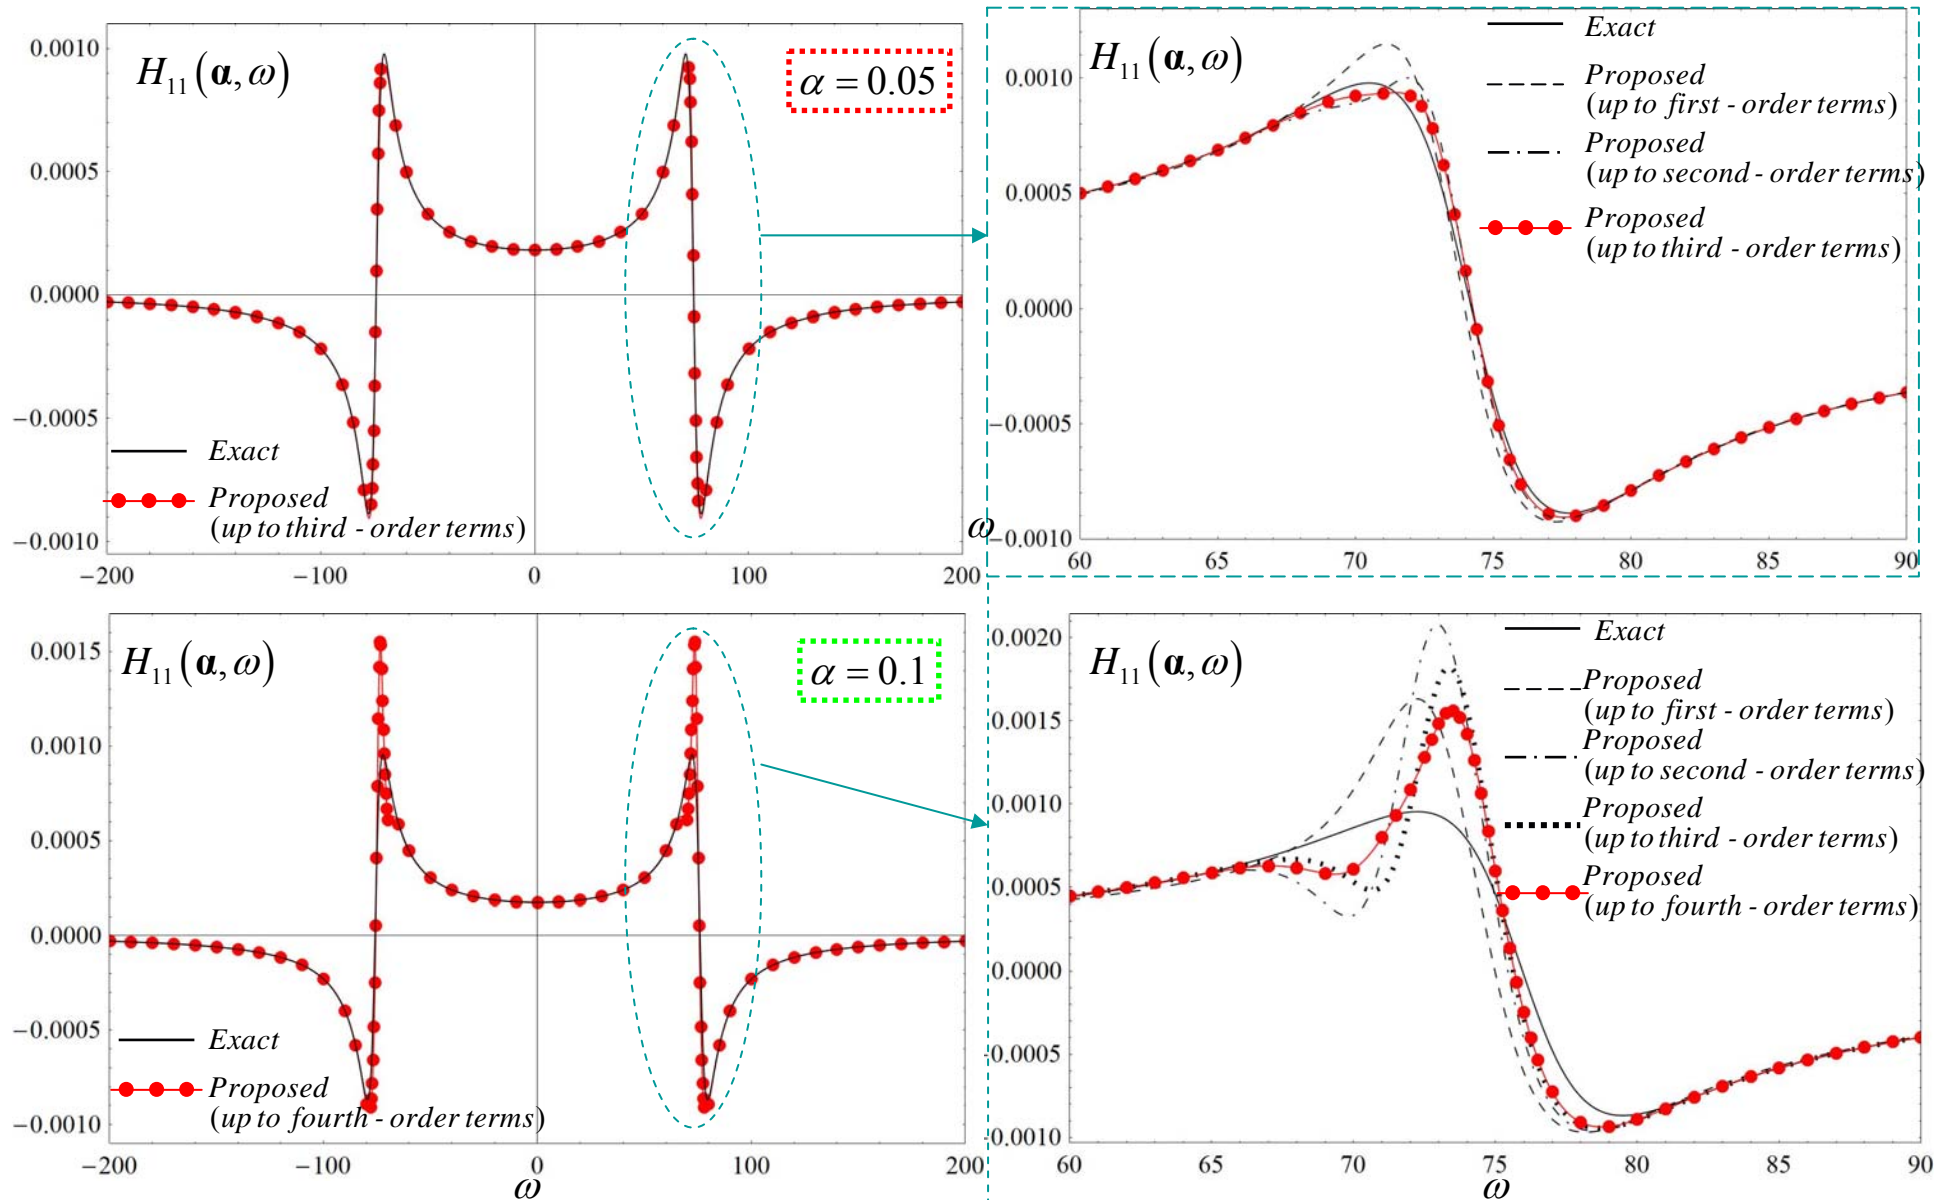 0.0010
0.0005
0.0000
−0.0005
−0.0010
H₁₁(α, ω)
α = 0.05
Exact
Proposed
(up to third - order terms)
−200
−100
0
100
200
ω
H₁₁(α, ω)
Exact
Proposed
(up to first - order terms)
Proposed
(up to second - order terms)
Proposed
(up to third - order terms)
0.0010
0.0005
0.0000
−0.0005
−0.0010
60
65
70
75
80
85
90
0.0015
0.0010
0.0005
0.0000
−0.0005
−0.0010
H₁₁(α, ω)
α = 0.1
Exact
Proposed
(up to fourth - order terms)
−200
−100
0
100
200
ω
H₁₁(α, ω)
Exact
Proposed
(up to first - order terms)
Proposed
(up to second - order terms)
Proposed
(up to third - order terms)
Proposed
(up to fourth - order terms)
0.0020
0.0015
0.0010
0.0005
0.0000
0.0005
0.0010
60
65
70
75
80
85
90
ω